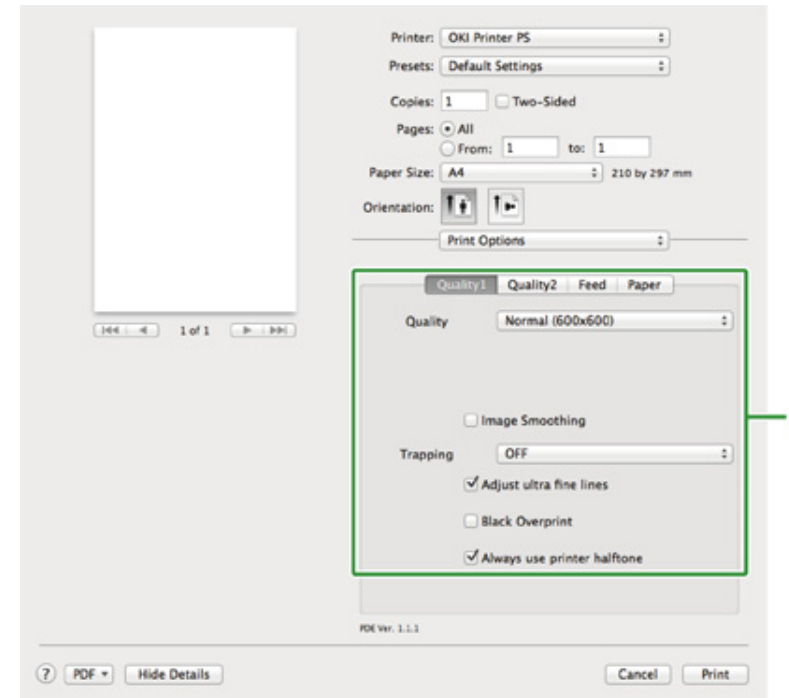 Printer: OKI Printer PS
Presets: Default Settings
Copies: 1 Two-Sided
Pages: All
From: 1 to: 1
Paper Size: A4 210 by 297 mm
Orientation:
Print Options
Quality1 Quality2 Feed Paper
1 of 1
Quality Normal (600x600)
Image Smoothing
Trapping OFF
Adjust ultra fine lines
Black Overprint
Always use printer halftone
PDE Ver. 1.1.1
? PDF Hide Details Cancel Print